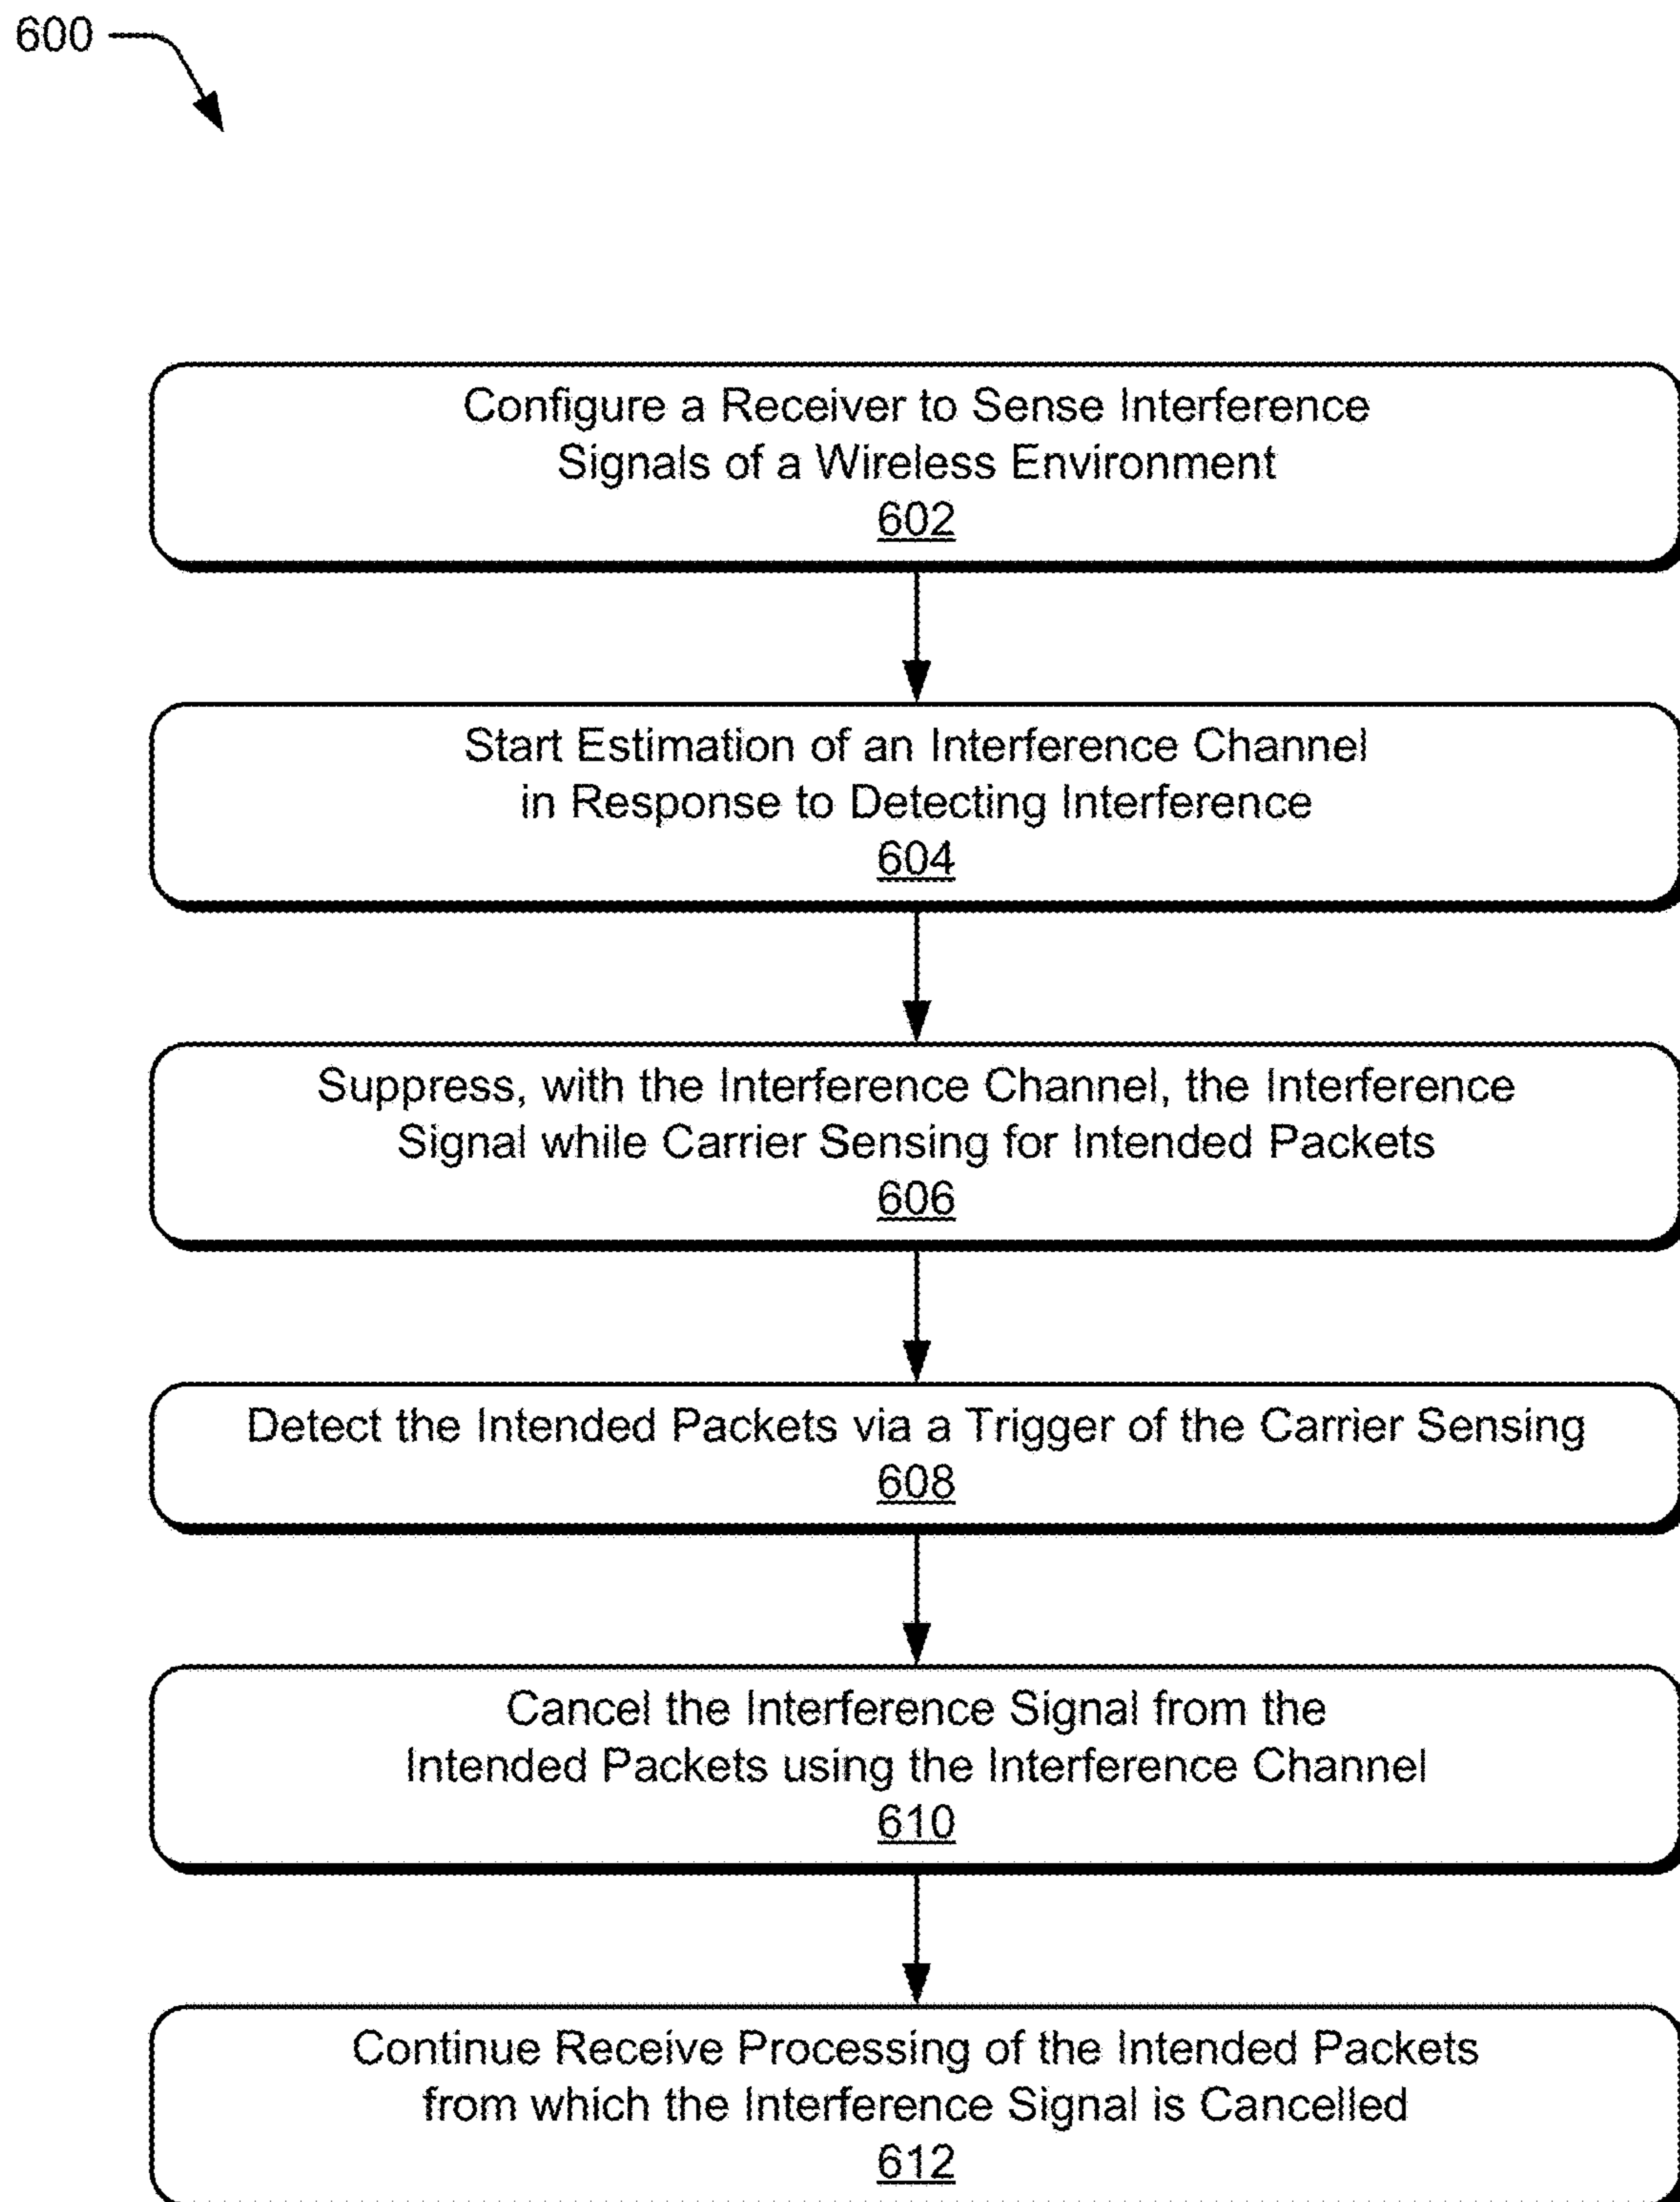 600
Configure a Receiver to Sense Interference
Signals of a Wireless Environment
602
Start Estimation of an Interference Channel
in Response to Detecting Interference
604
Suppress, with the Interference Channel, the Interference
Signal while Carrier Sensing for Intended Packets
606
Detect the Intended Packets via a Trigger of the Carrier Sensing
608
Cancel the Interference Signal from the
Intended Packets using the Interference Channel
610
Continue Receive Processing of the Intended Packets
from which the Interference Signal is Cancelled
612